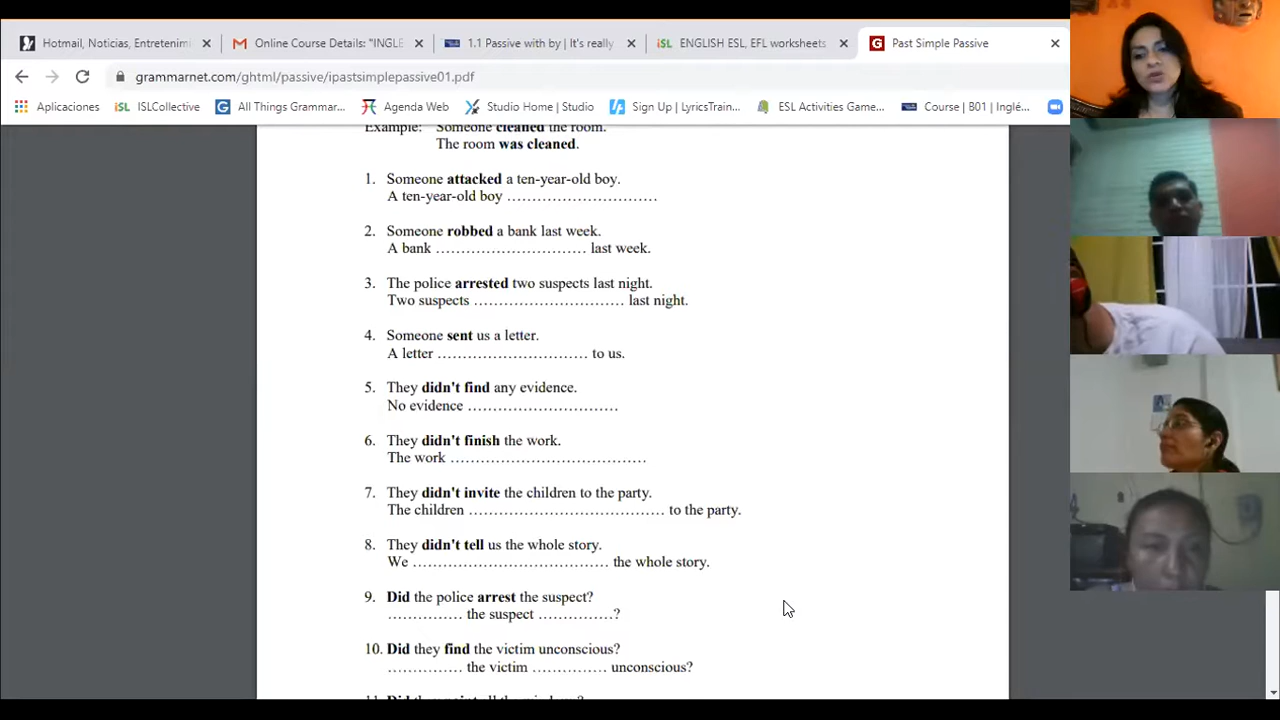 Hotmail, Noticias, Entretenim
Online Course Details: "INGLE
1.1 Passive with by | It's really
iSL ENGLISH ESL, EFL worksheets
G Past Simple Passive
grammarnet.com/ghtml/passive/ipastsimplepassive01.pdf
Aplicaciones
iSL ISLCollective
G All Things Grammar...
Agenda Web
Studio Home | Studio
Sign Up | LyricsTrain...
ESL Activities Game...
Course | B01 | Inglé...
Example: Someone cleaned the room.
The room was cleaned.
1. Someone attacked a ten-year-old boy.
A ten-year-old boy ..............................
2. Someone robbed a bank last week.
A bank .............................. last week.
3. The police arrested two suspects last night.
Two suspects .............................. last night.
4. Someone sent us a letter.
A letter .............................. to us.
5. They didn't find any evidence.
No evidence ..............................
6. They didn't finish the work.
The work .......................................
7. They didn't invite the children to the party.
The children ....................................... to the party.
8. They didn't tell us the whole story.
We ....................................... the whole story.
9. Did the police arrest the suspect?
............... the suspect ...............?
10. Did they find the victim unconscious?
............... the victim ............... unconscious?